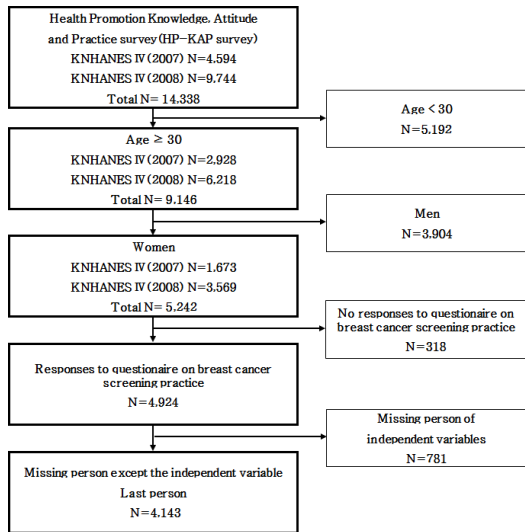 Health Promotion Knowledge, Attitude
and Practice survey(HP-KAP survey)
KNHANES Ⅳ(2007) N=4,594
KNHANES Ⅳ(2008) N=9,744
Total N= 14,338
Age < 30
N=5,192
Age ≥ 30
KNHANES Ⅳ(2007) N=2,928
KNHANES Ⅳ(2008) N=6,218
Total N= 9,146
Men
N=3,904
Women
KNHANES Ⅳ(2007) N=1,673
KNHANES Ⅳ(2008) N=3,569
Total N= 5,242
No responses to questionaire on
breast cancer screening practice
N=318
Responses to questionaire on breast cancer
screening practice
N=4,924
Missing person of
independent variables
N=781
Missing person except the independent variable
Last person
N=4,143